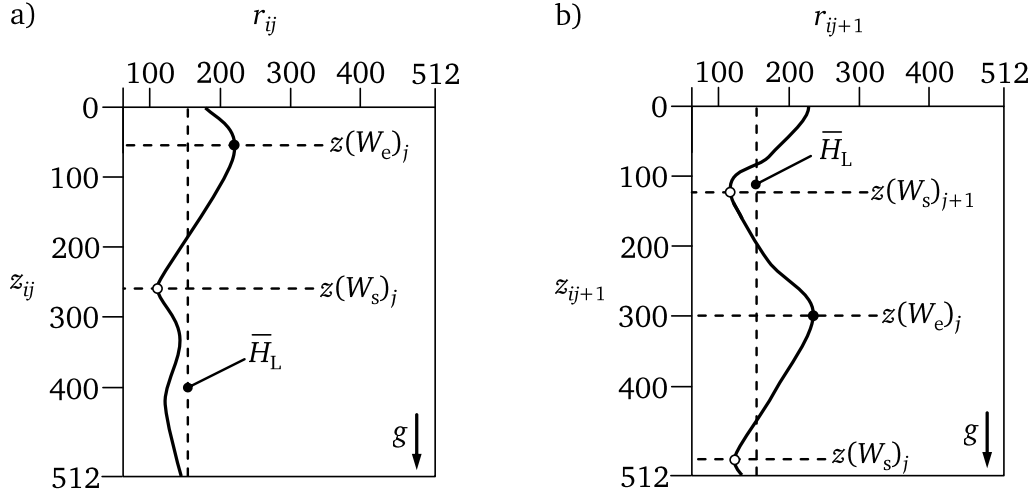 a)
r_ij
100 200 300 400 512
0
z(W_e)_j
100
200
z_ij
z(W_s)_j
300
H̅_L
400
g
512
b)
r_ij+1
100 200 300 400 512
0
H̅_L
100
z(W_s)_j+1
200
z_ij+1
300
z(W_e)_j
400
g
z(W_s)_j
512